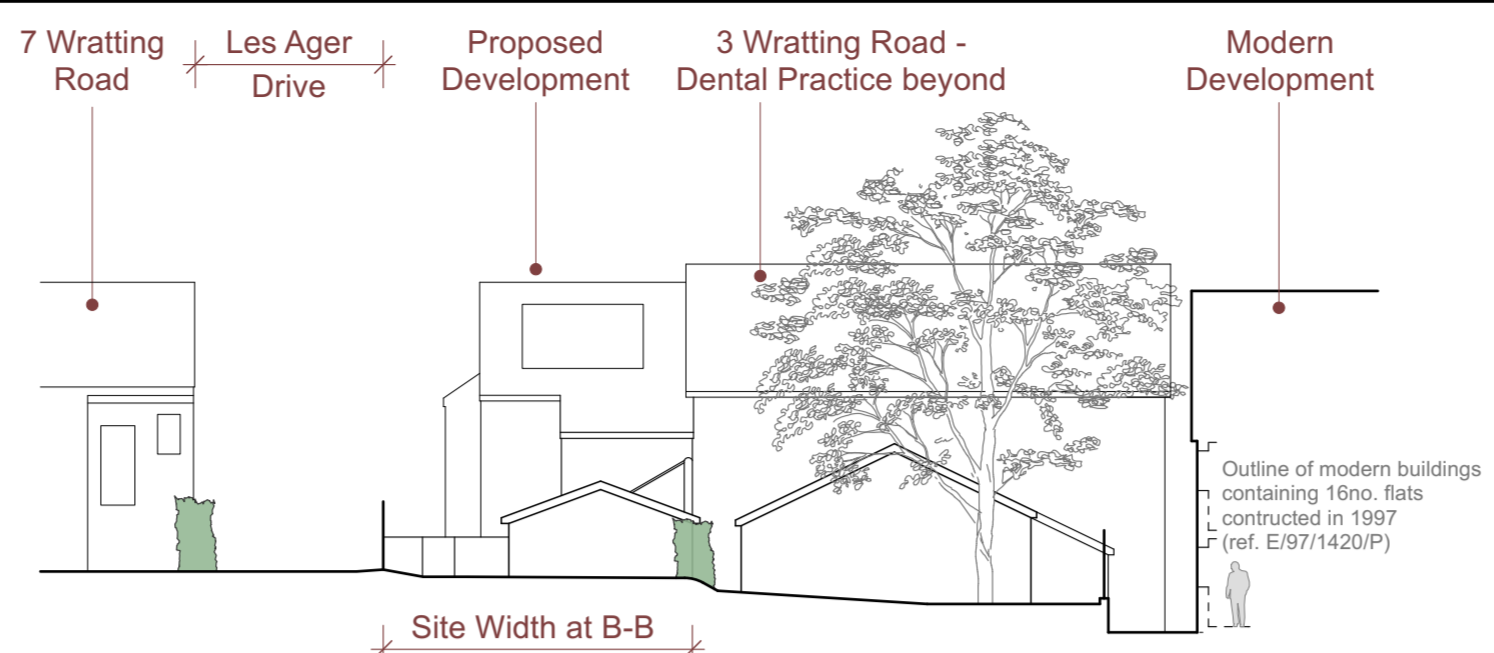 7 Wratting
Road
Les Ager
Drive
Proposed
Development
3 Wratting Road -
Dental Practice beyond
Modern
Development
Outline of modern buildings
containing 16no. flats
contructed in 1997
(ref. E/97/1420/P)
Site Width at B-B